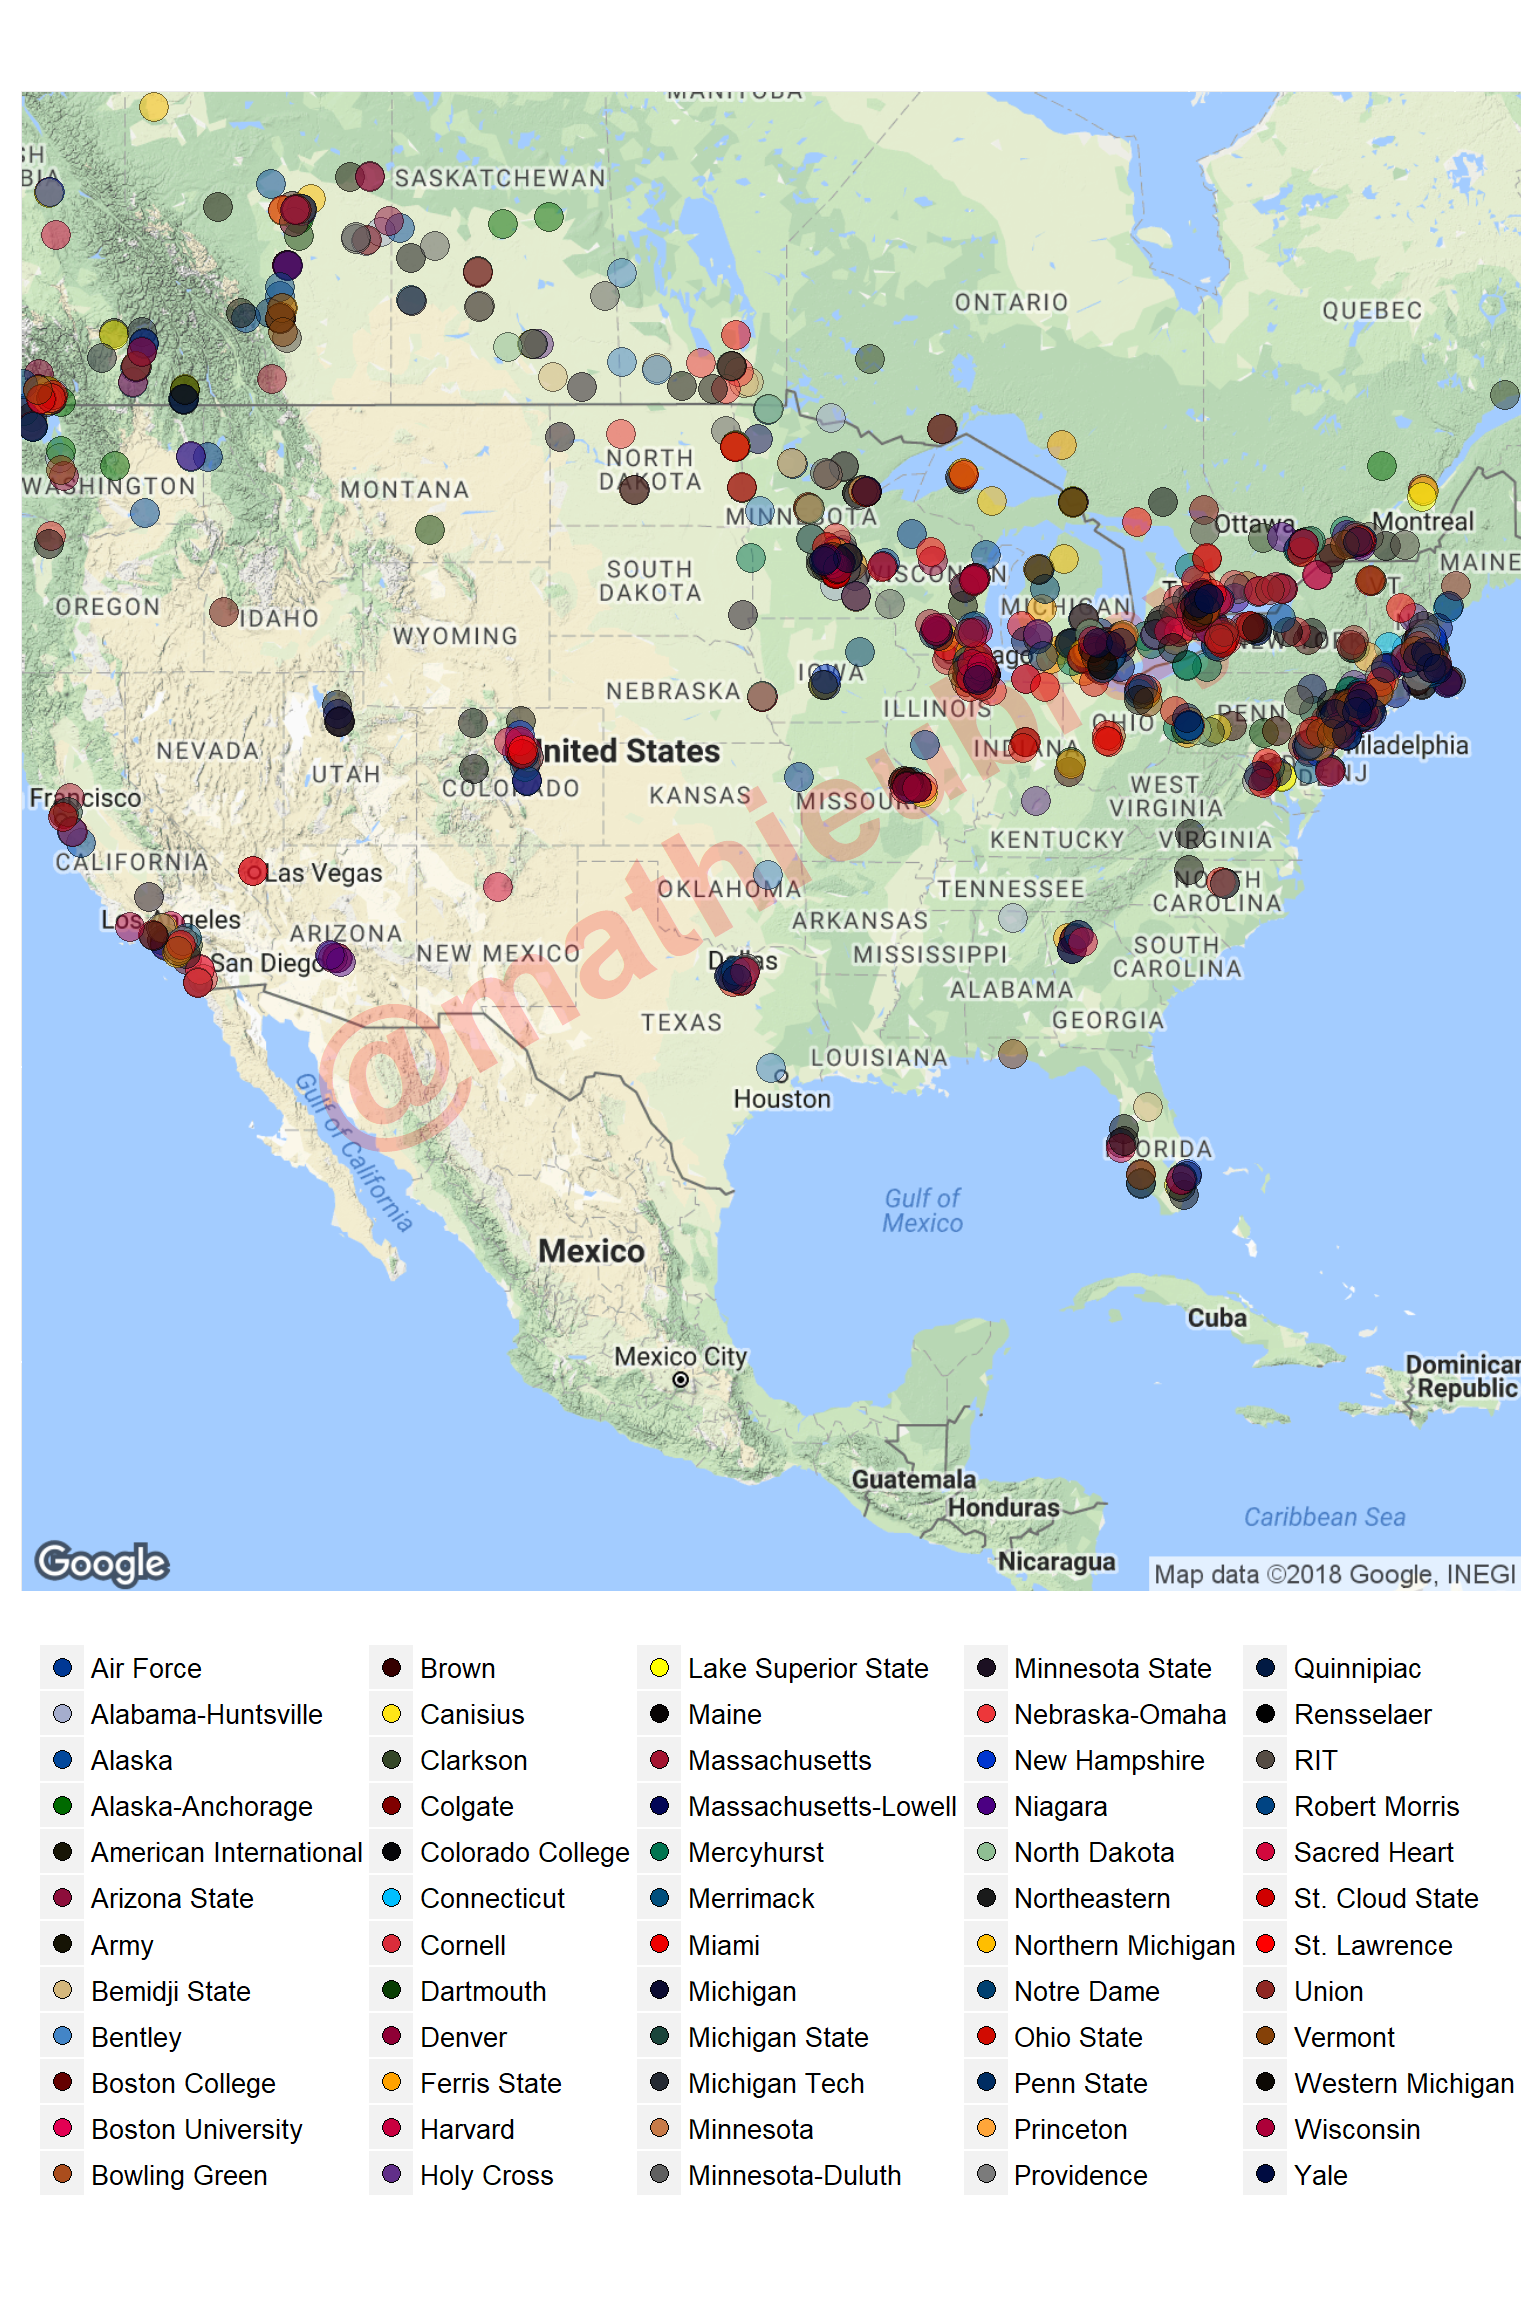 MANITOBA
SH
BIA
SASKATCHEWAN
ONTARIO
QUEBEC
NORTH
DAKOTA
WASHINGTON
MONTANA
MINNESOTA
Ottawa
Montreal
MAINE
WISCONSIN
SOUTH
DAKOTA
OREGON
IDAHO
WYOMING
MICHIGAN
VT
NEW YORK
IOWA
NEBRASKA
ILLINOIS
OHIO
PENN
NEVADA
United States
INDIANA
Philadelphia
UTAH
COLORADO
KANSAS
MISSOURI
WEST
VIRGINIA
DE NJ
Francisco
KENTUCKY
VIRGINIA
CALIFORNIA
Las Vegas
OKLAHOMA
TENNESSEE
NORTH
CAROLINA
Los Angeles
ARIZONA
NEW MEXICO
ARKANSAS
San Diego
Dallas
MISSISSIPPI
SOUTH
CAROLINA
ALABAMA
TEXAS
GEORGIA
LOUISIANA
Houston
@mathieu
Gulf of California
FLORIDA
Gulf of
Mexico
Mexico
Cuba
Mexico City
Dominican
Republic
Guatemala
Honduras
Caribbean Sea
Nicaragua
Google
Map data ©2018 Google, INEGI
Air Force
Alabama-Huntsville
Alaska
Alaska-Anchorage
American International
Arizona State
Army
Bemidji State
Bentley
Boston College
Boston University
Bowling Green
Brown
Canisius
Clarkson
Colgate
Colorado College
Connecticut
Cornell
Dartmouth
Denver
Ferris State
Harvard
Holy Cross
Lake Superior State
Maine
Massachusetts
Massachusetts-Lowell
Mercyhurst
Merrimack
Miami
Michigan
Michigan State
Michigan Tech
Minnesota
Minnesota-Duluth
Minnesota State
Nebraska-Omaha
New Hampshire
Niagara
North Dakota
Northeastern
Northern Michigan
Notre Dame
Ohio State
Penn State
Princeton
Providence
Quinnipiac
Rensselaer
RIT
Robert Morris
Sacred Heart
St. Cloud State
St. Lawrence
Union
Vermont
Western Michigan
Wisconsin
Yale